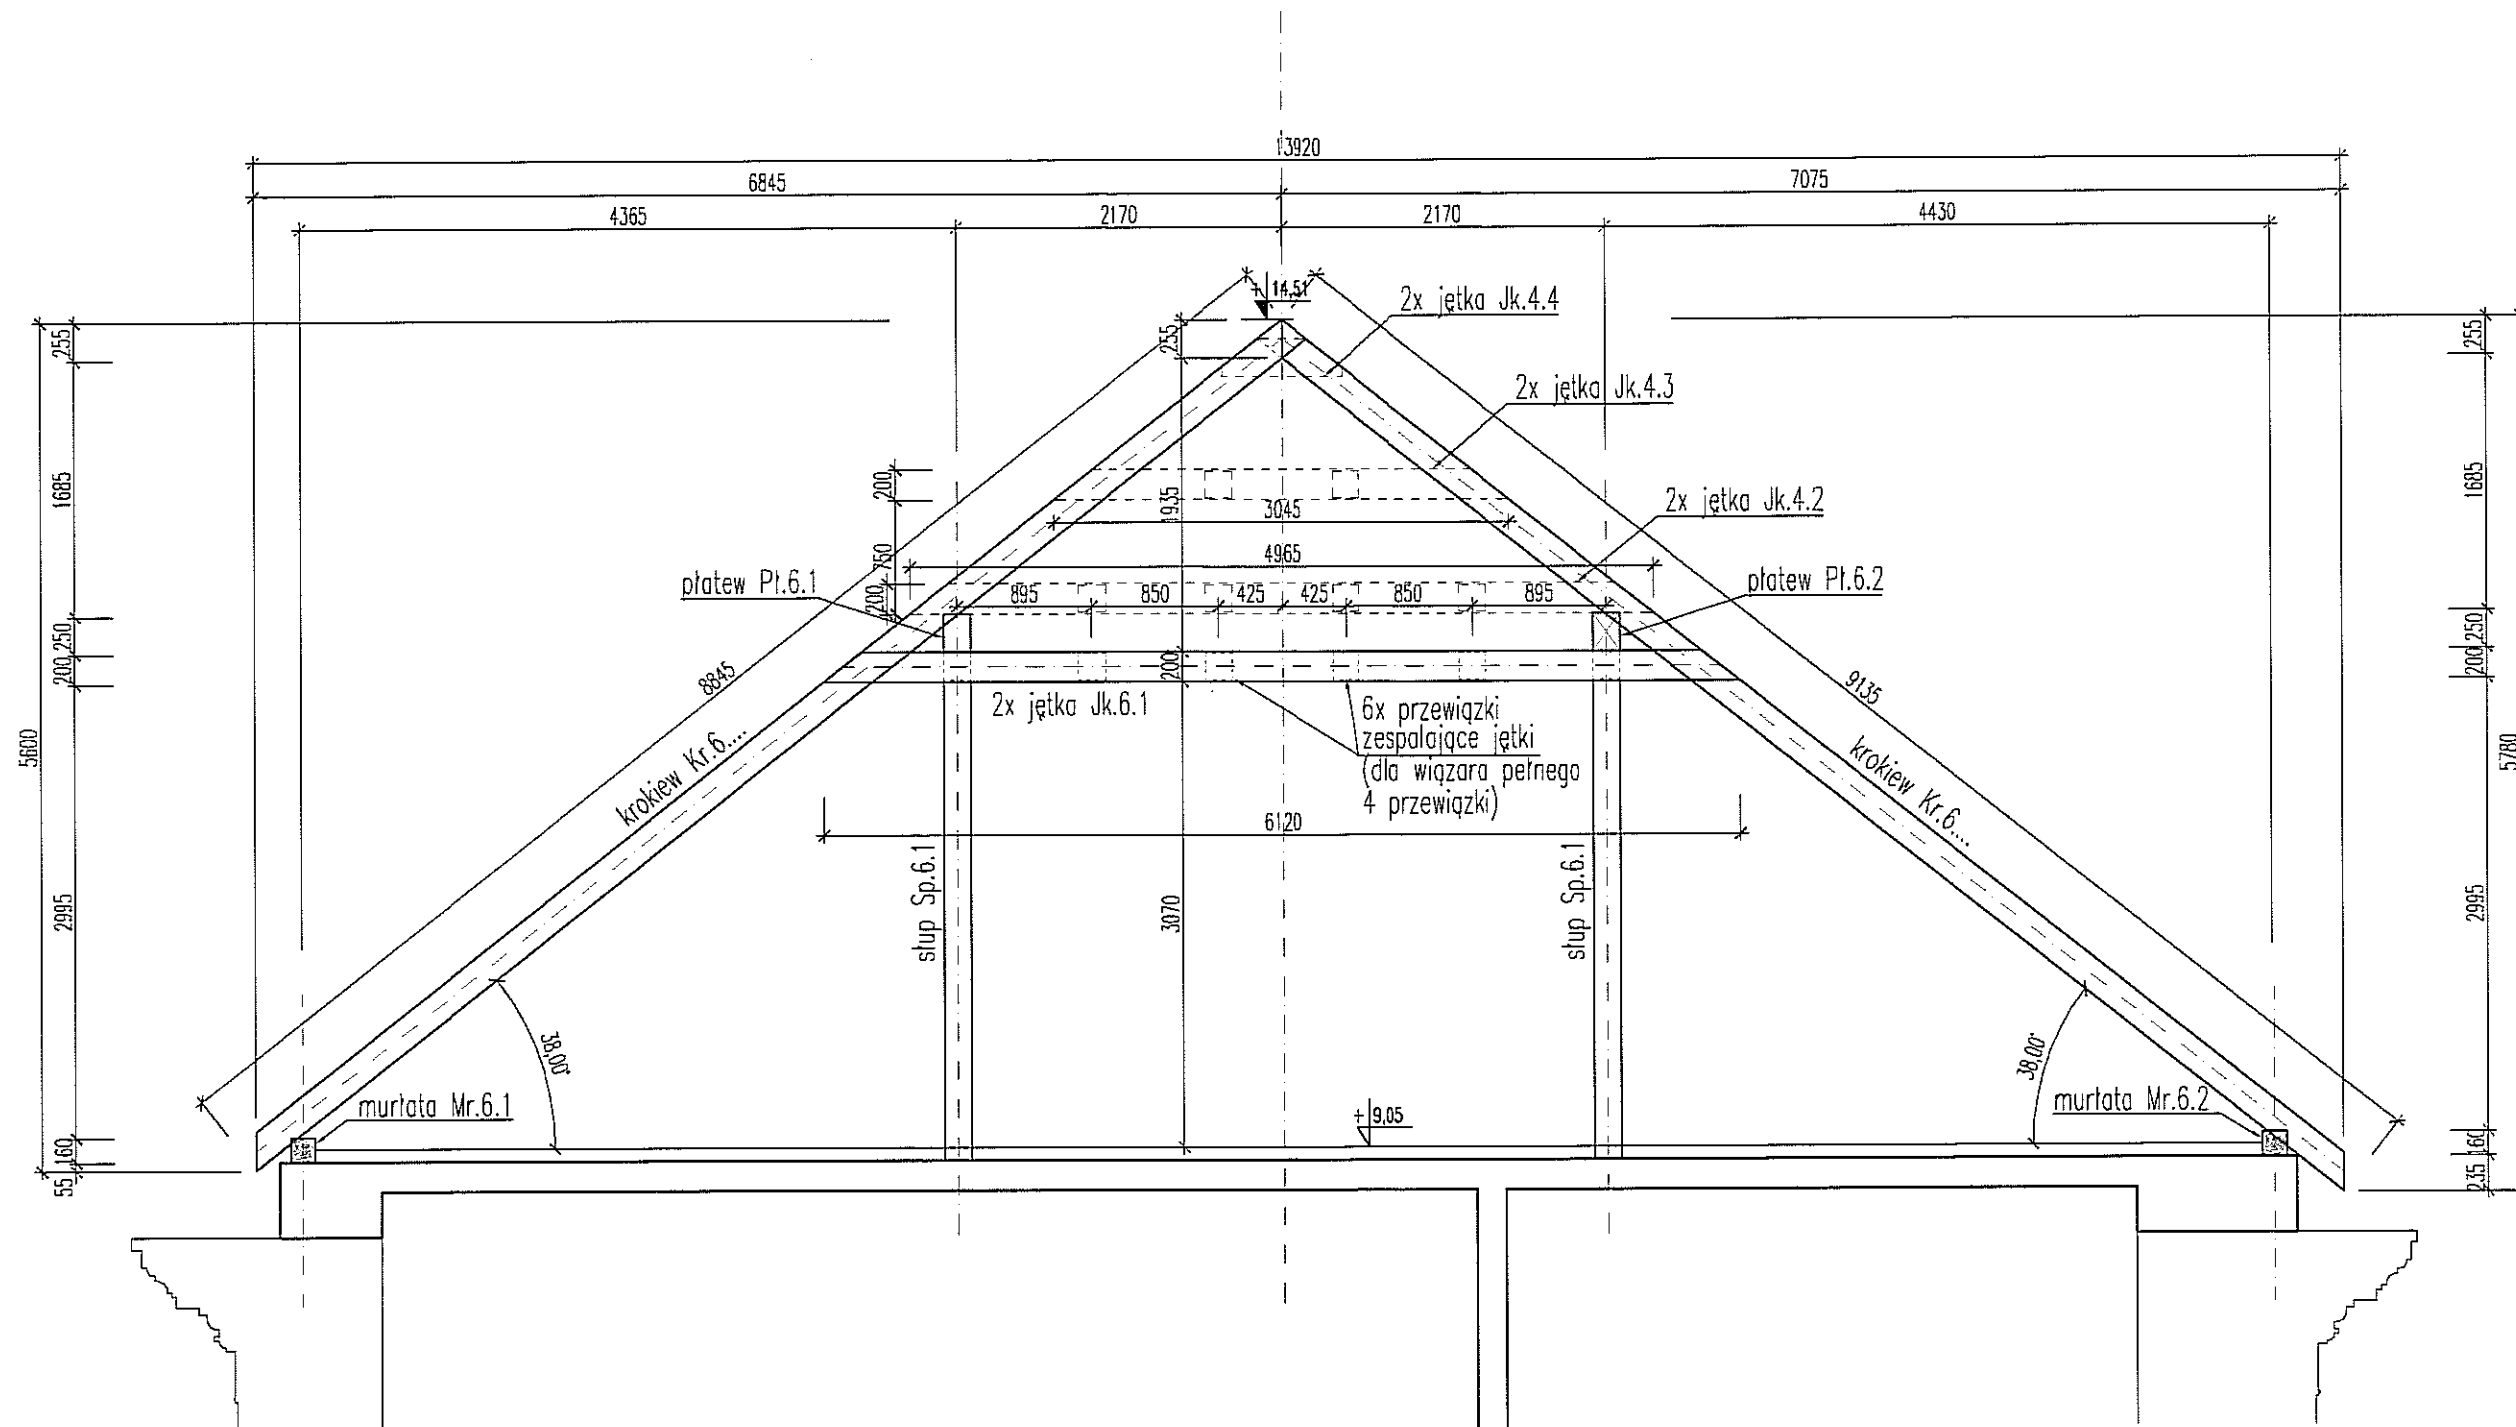 13920
6845
7075
4365
2170
2170
4430
+ 14,51
2x jętka Jk.4.4
255
255
255
2x jętka Jk.4.3
1685
200
1935
3045
2x jętka Jk.4.2
1685
750
4965
płatew Pł.6.1
200
895
850
425
425
850
895
płatew Pł.6.2
250
200
200
250
200
8845
2x jętka Jk.6.1
6x przewiązki
zespalające jętki
(dla wiązara pełnego
4 przewiązki)
9135
5600
krokiew Kr.6....
krokiew Kr.6....
5780
6120
2995
słup Sp.6.1
3070
słup Sp.6.1
2995
38,00°
38,00°
murłata Mr.6.1
+ 9,05
murłata Mr.6.2
160
160
55
235